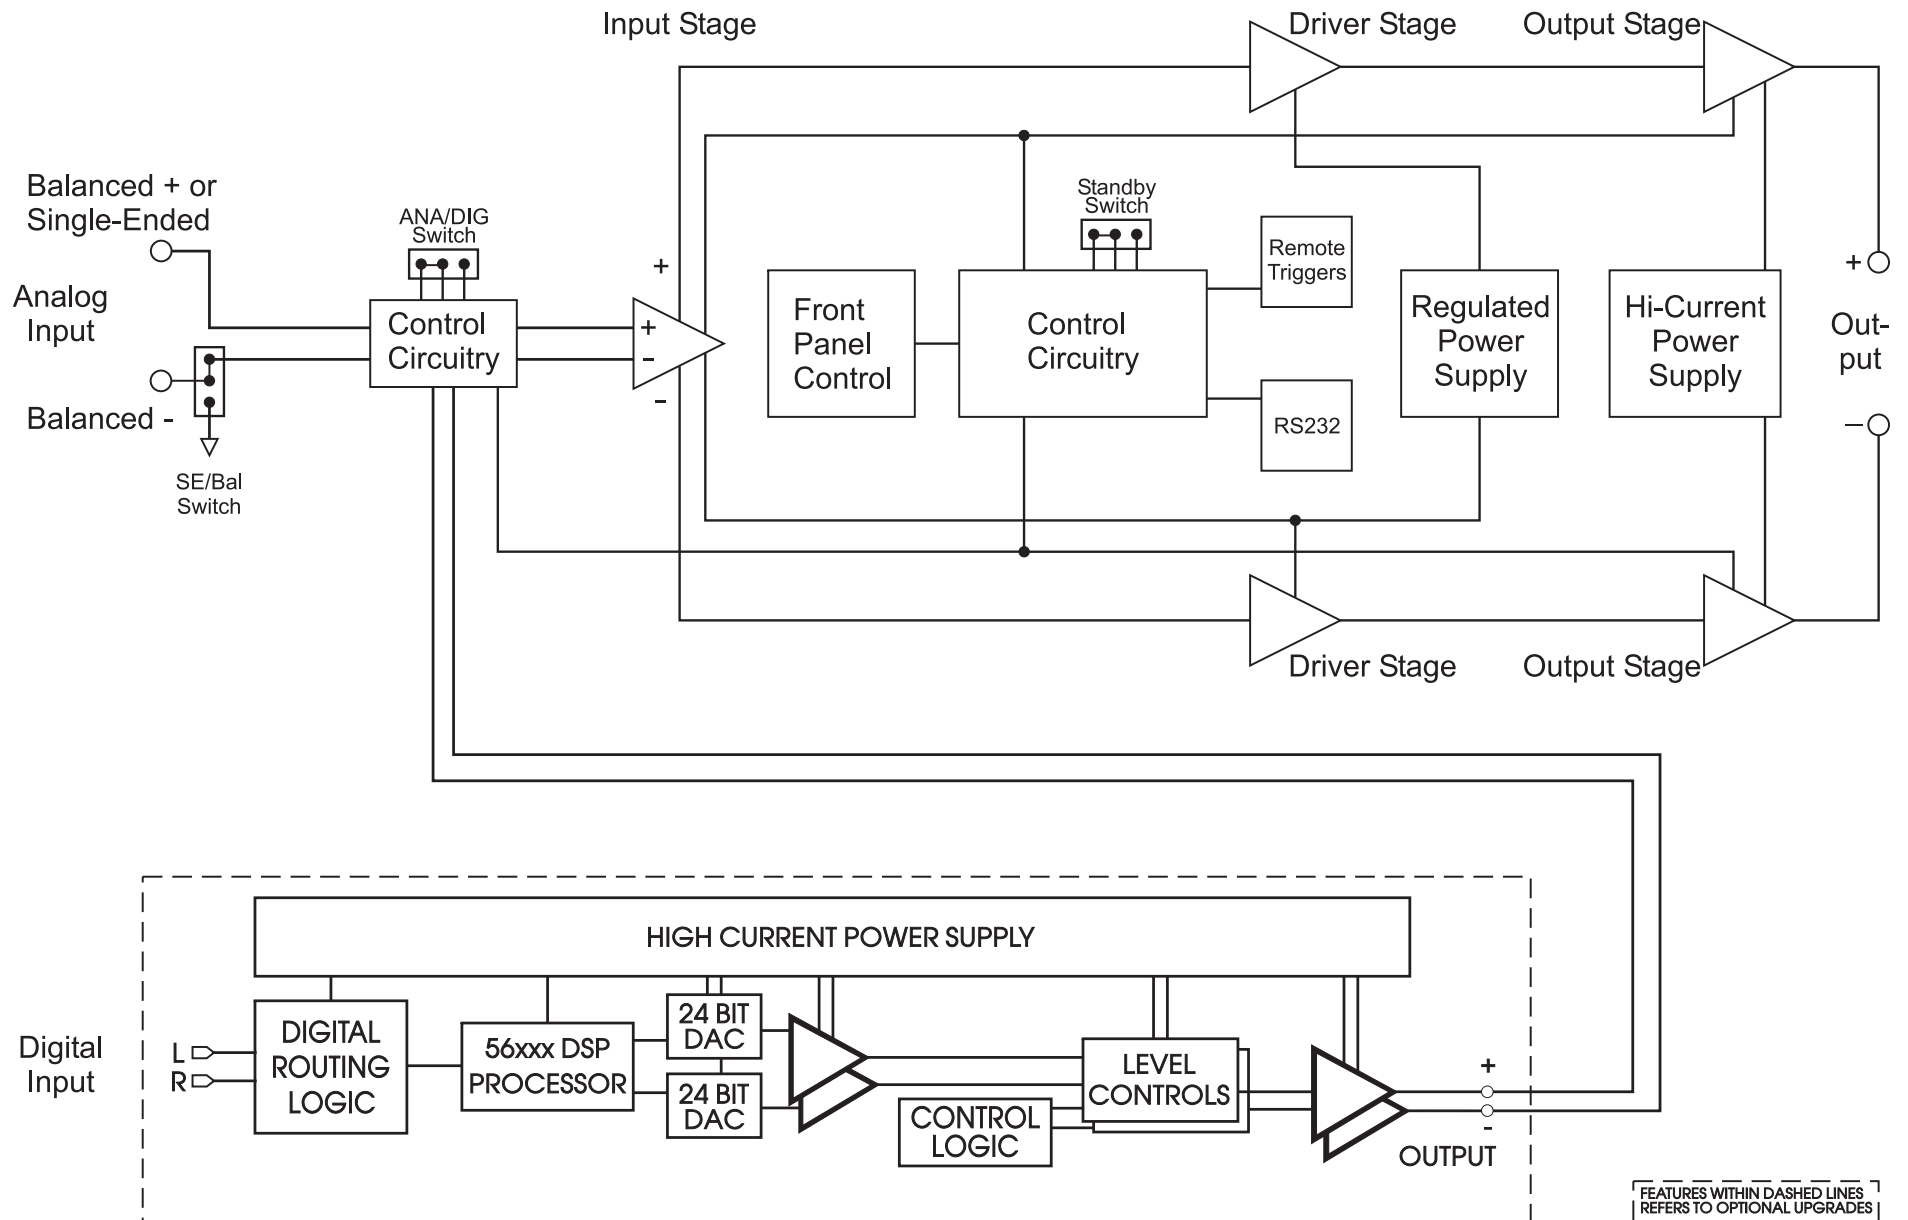 Input Stage
Driver Stage
Output Stage
Balanced + or
Single-Ended
ANA/DIG
Switch
Standby
Switch
Remote
Triggers
Analog
Input
Control
Circuitry
+
+
-
-
Front
Panel
Control
Control
Circuitry
Regulated
Power
Supply
Hi-Current
Power
Supply
+
Out-
put
–
Balanced -
RS232
SE/Bal
Switch
Driver Stage
Output Stage
HIGH CURRENT POWER SUPPLY
Digital
Input
L
R
DIGITAL
ROUTING
LOGIC
56xxx DSP
PROCESSOR
24 BIT
DAC
24 BIT
DAC
LEVEL
CONTROLS
CONTROL
LOGIC
+
-
OUTPUT
FEATURES WITHIN DASHED LINES
REFERS TO OPTIONAL UPGRADES